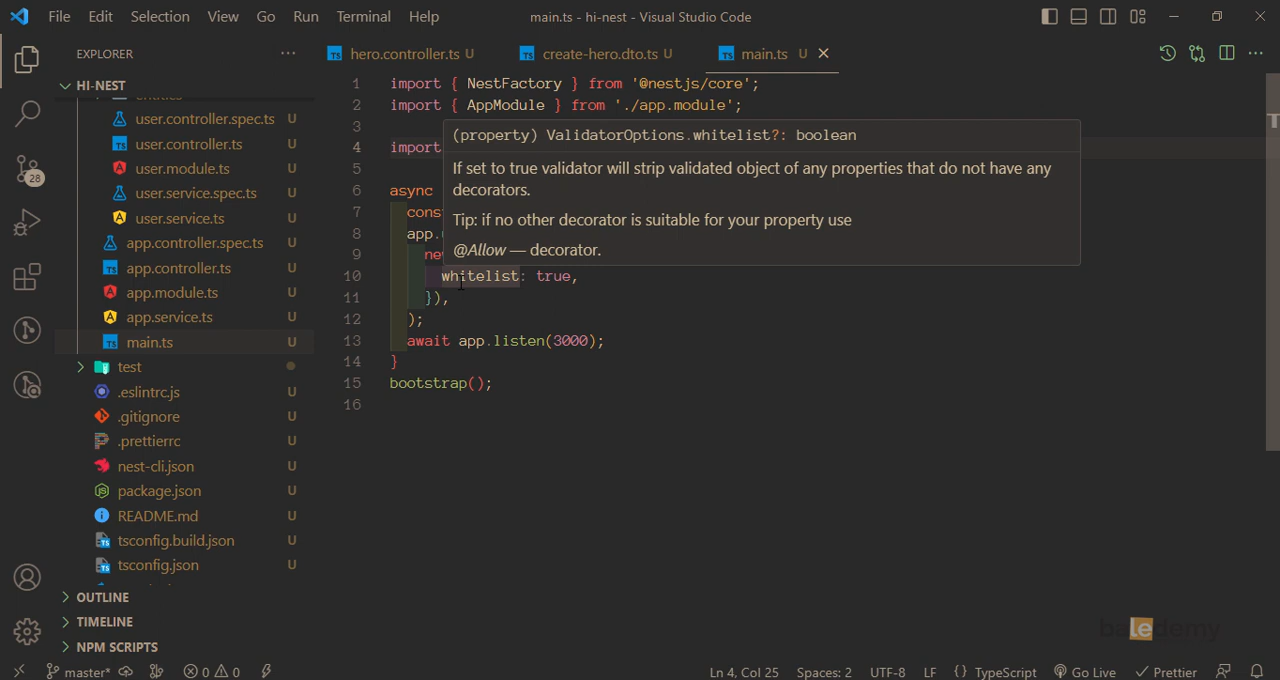 File Edit Selection View Go Run Terminal Help
main.ts - hi-nest - Visual Studio Code
EXPLORER
HI-NEST
user.controller.spec.ts U
user.controller.ts U
user.module.ts U
user.service.spec.ts U
user.service.ts U
app.controller.spec.ts U
app.controller.ts U
app.module.ts U
app.service.ts U
main.ts U
test
.eslintrc.js U
.gitignore U
.prettierrc U
nest-cli.json U
package.json U
README.md U
tsconfig.build.json U
tsconfig.json U
OUTLINE
TIMELINE
NPM SCRIPTS
28
hero.controller.ts U
create-hero.dto.ts U
main.ts U
1 import { NestFactory } from '@nestjs/core';
2 import { AppModule } from './app.module';
3
4 import
5
6 async
7
8 app.
9
10 whitelist: true,
11 }),
12 );
13 await app.listen(3000);
14 }
15 bootstrap();
16
(property) ValidatorOptions.whitelist?: boolean
If set to true validator will strip validated object of any properties that do not have any
decorators.
Tip: if no other decorator is suitable for your property use
@Allow — decorator.
baledemy
master* 0 0
Ln 4, Col 25 Spaces: 2 UTF-8 LF {} TypeScript Go Live Prettier